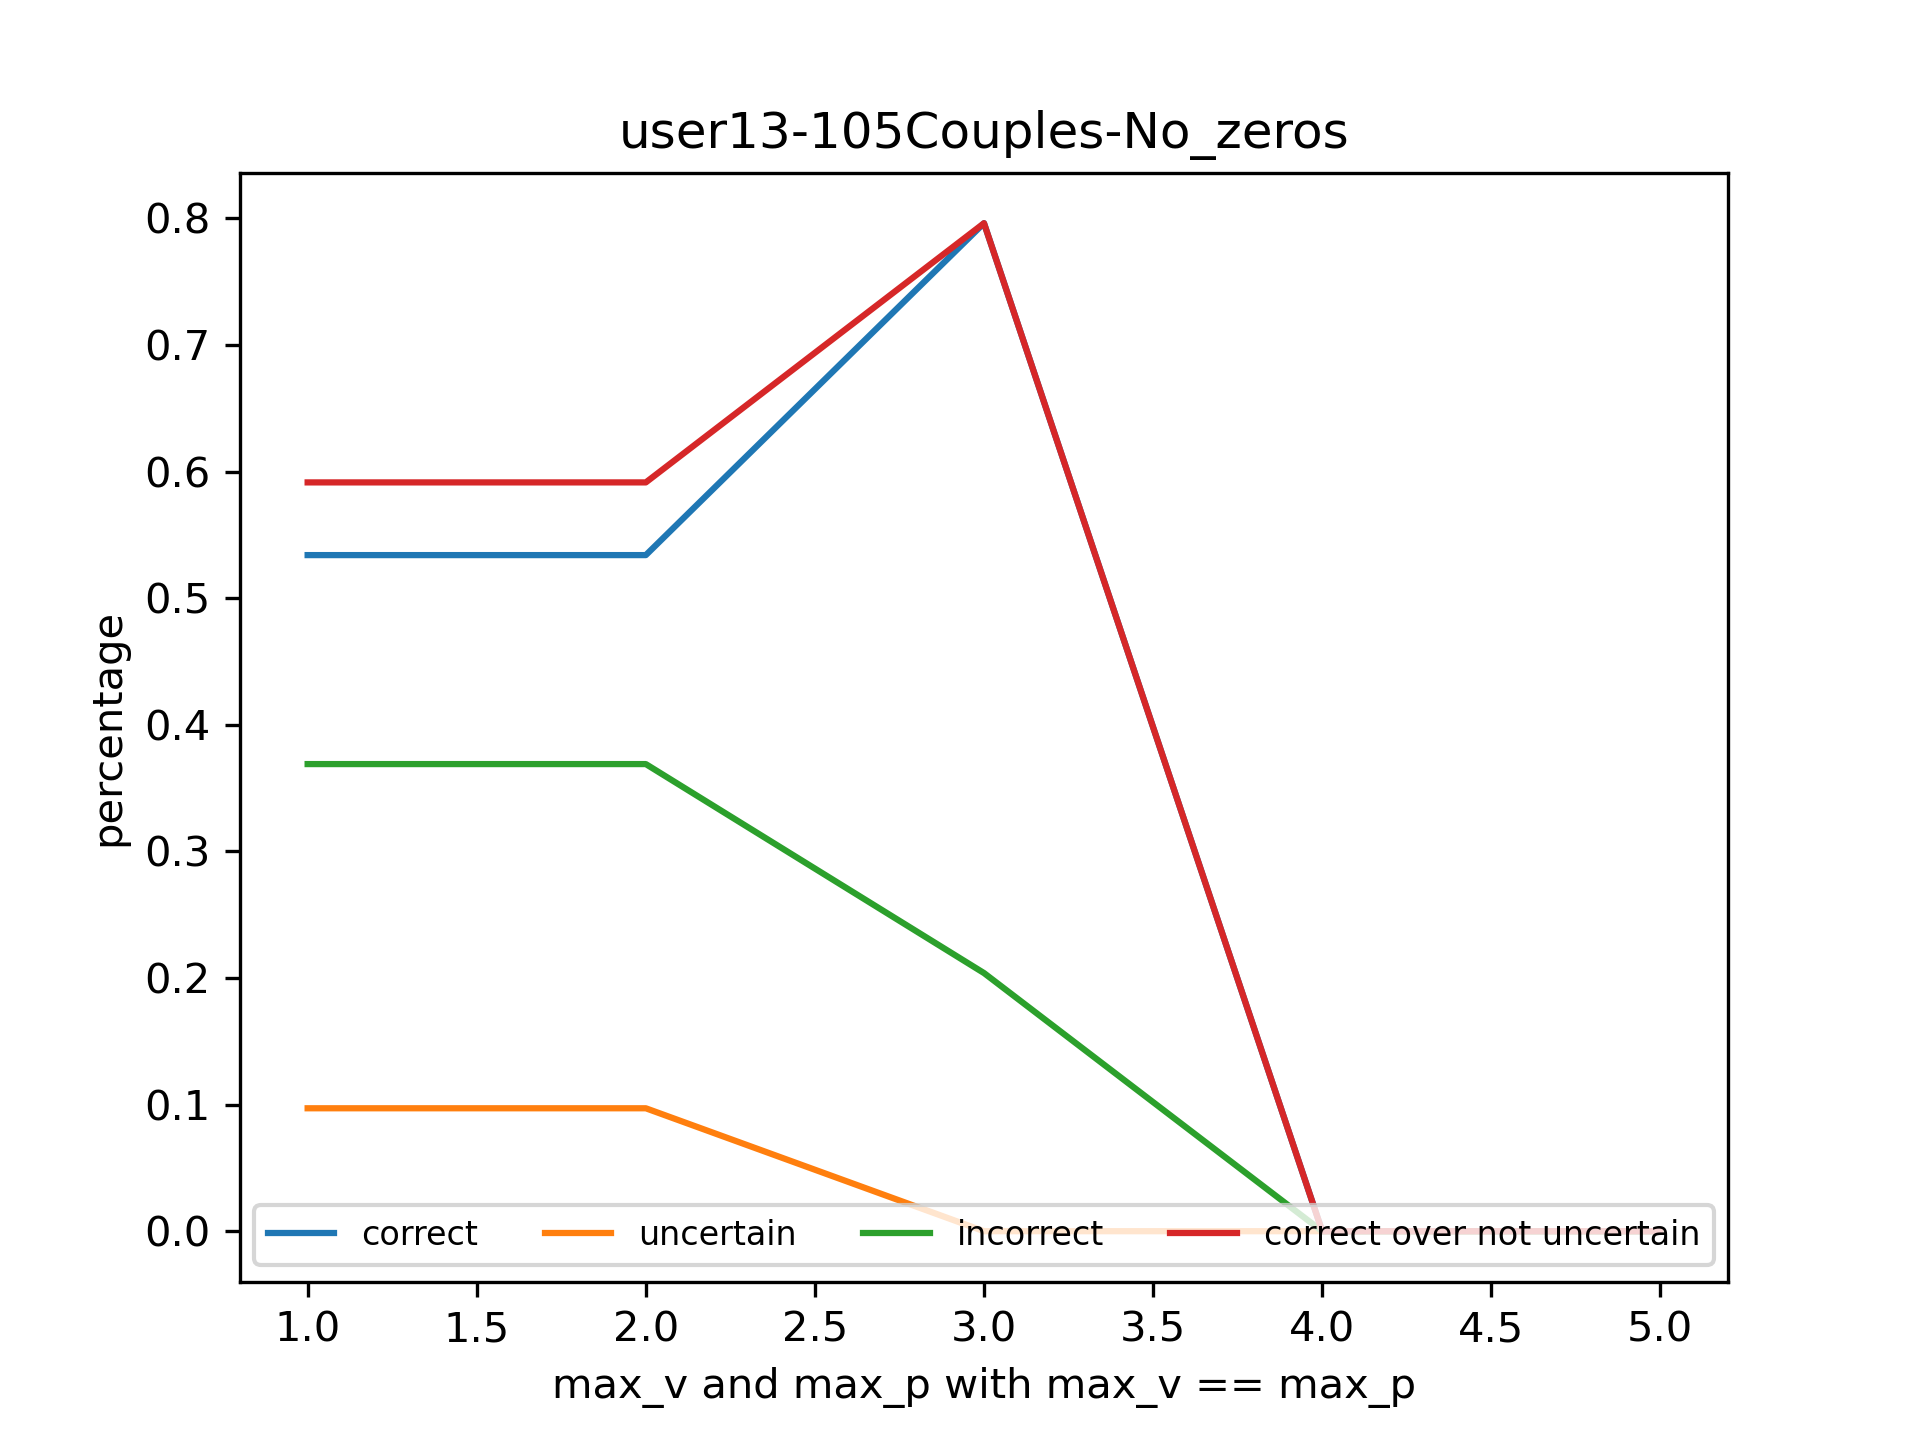 user13-105Couples-No_zeros
percentage
0.8
0.7
0.6
0.5
0.4
0.3
0.2
0.1
0.0
correct uncertain incorrect correct over not uncertain
1.0 1.5 2.0 2.5 3.0 3.5 4.0 4.5 5.0
max_v and max_p with max_v == max_p